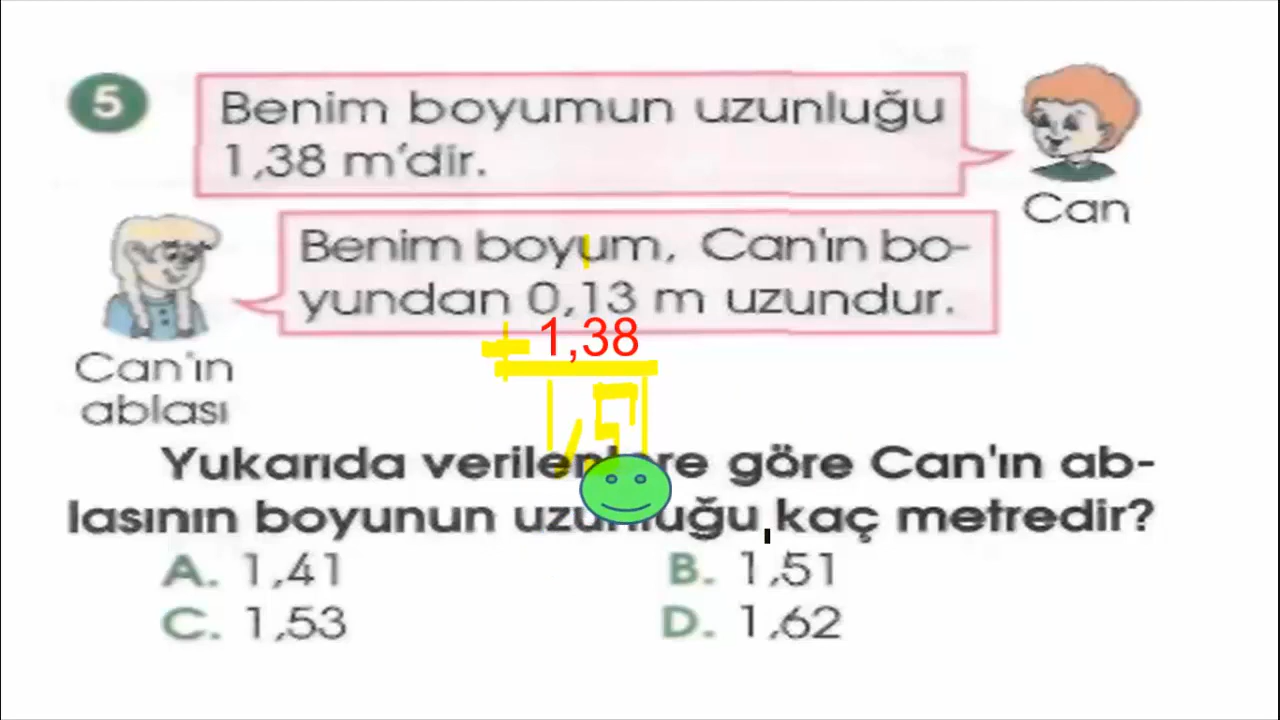 5
Benim boyumun uzunluğu
1,38 m'dir.
Can
Benim boyum, Can'ın bo-
yundan 0,13 m uzundur.
+ 1,38
1,51
Can'ın
ablası
Yukarıda verilenlere göre Can'ın ab-
lasının boyunun uzunluğu kaç metredir?
A. 1,41
B. 1,51
C. 1,53
D. 1,62